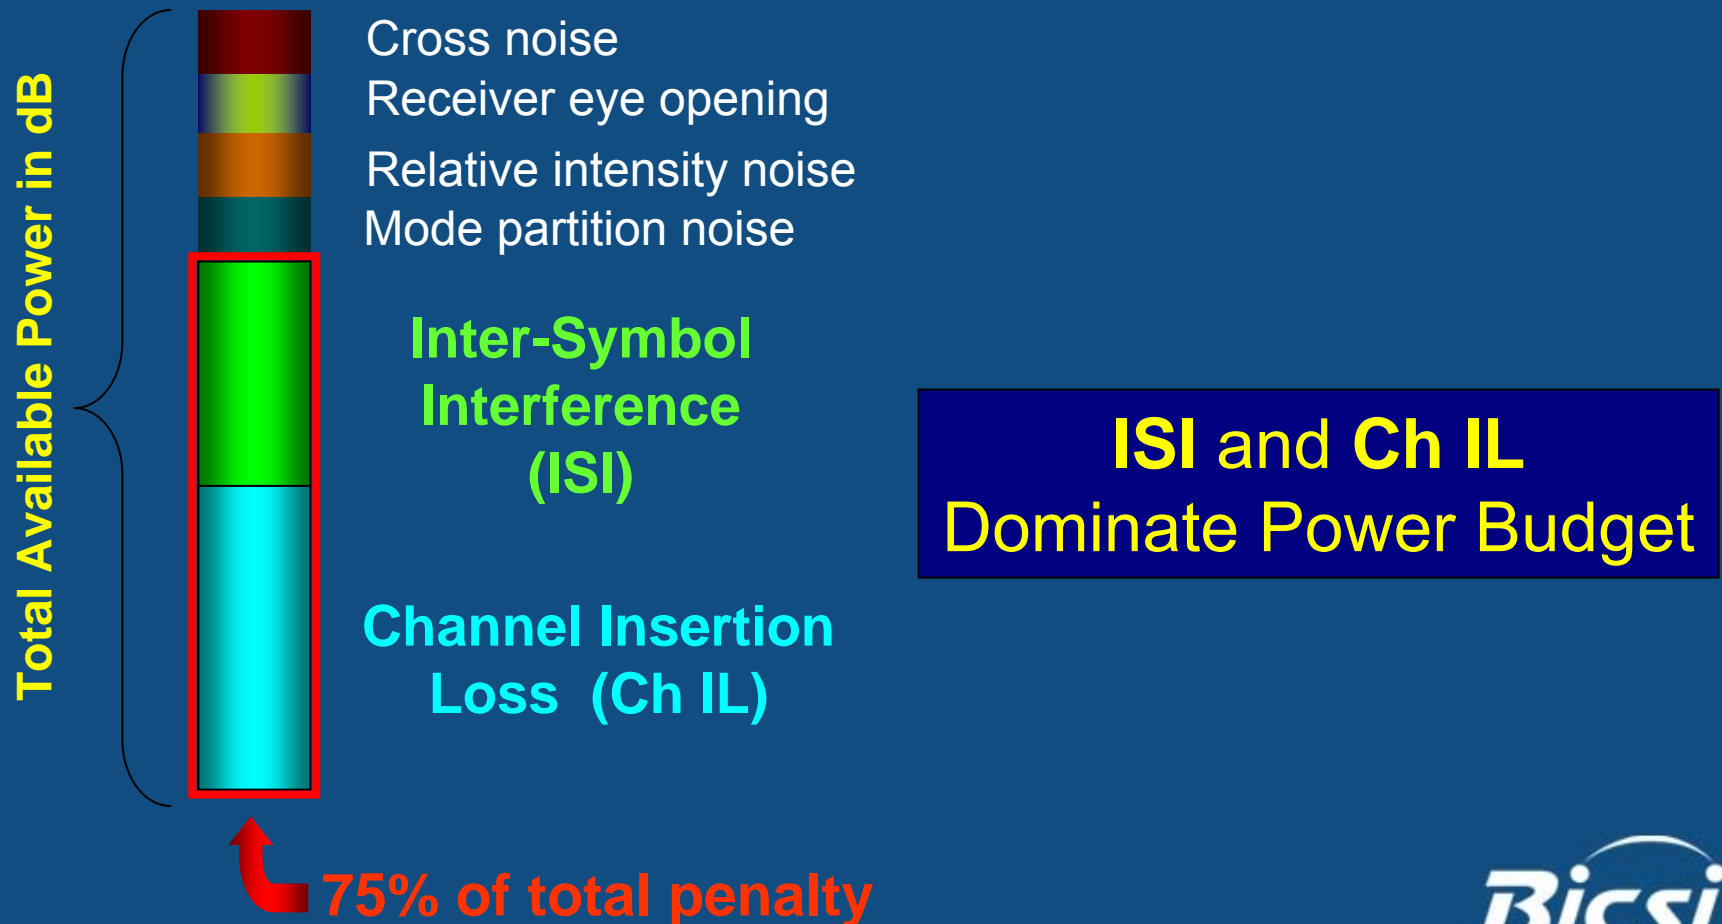 Total Available Power in dB
Cross noise
Receiver eye opening
Relative intensity noise
Mode partition noise
Inter-Symbol
Interference
(ISI)
Channel Insertion
Loss (Ch IL)
ISI and Ch IL
Dominate Power Budget
75% of total penalty
Bicsi